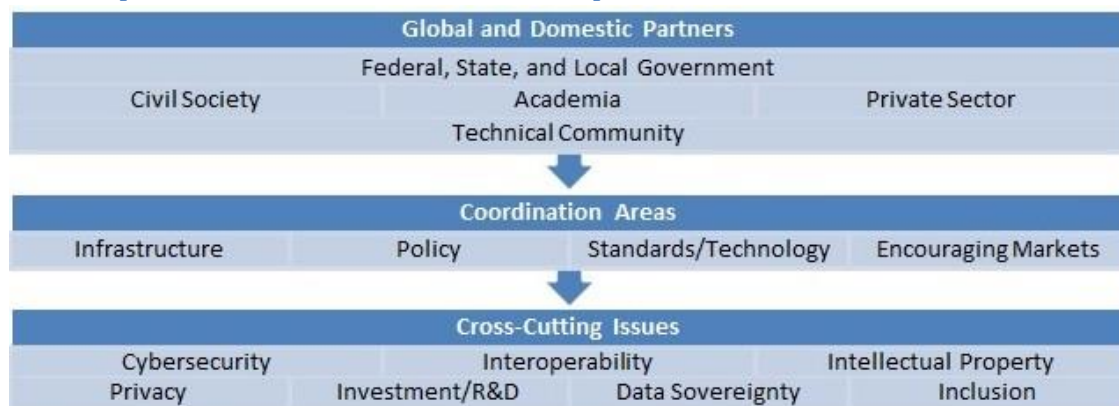 Global and Domestic Partners
Federal, State, and Local Government
Civil Society Academia Private Sector
Technical Community
Coordination Areas
Infrastructure Policy Standards/Technology Encouraging Markets
Cross-Cutting Issues
Cybersecurity Interoperability Intellectual Property
Privacy Investment/R&D Data Sovereignty Inclusion